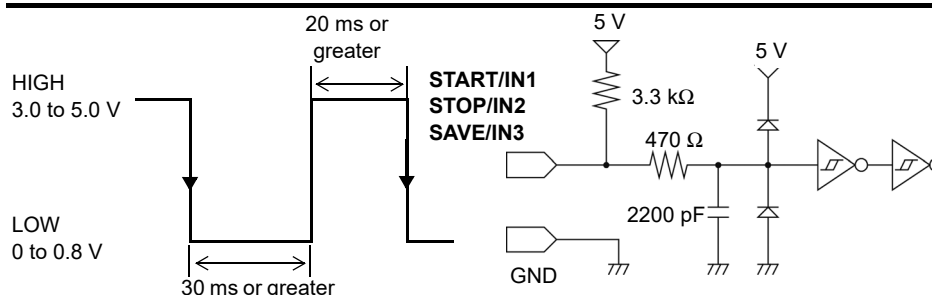 20 ms or
greater
HIGH
3.0 to 5.0 V
LOW
0 to 0.8 V
30 ms or greater
START/IN1
STOP/IN2
SAVE/IN3
5 V
5 V
3.3 kΩ
470 Ω
2200 pF
GND